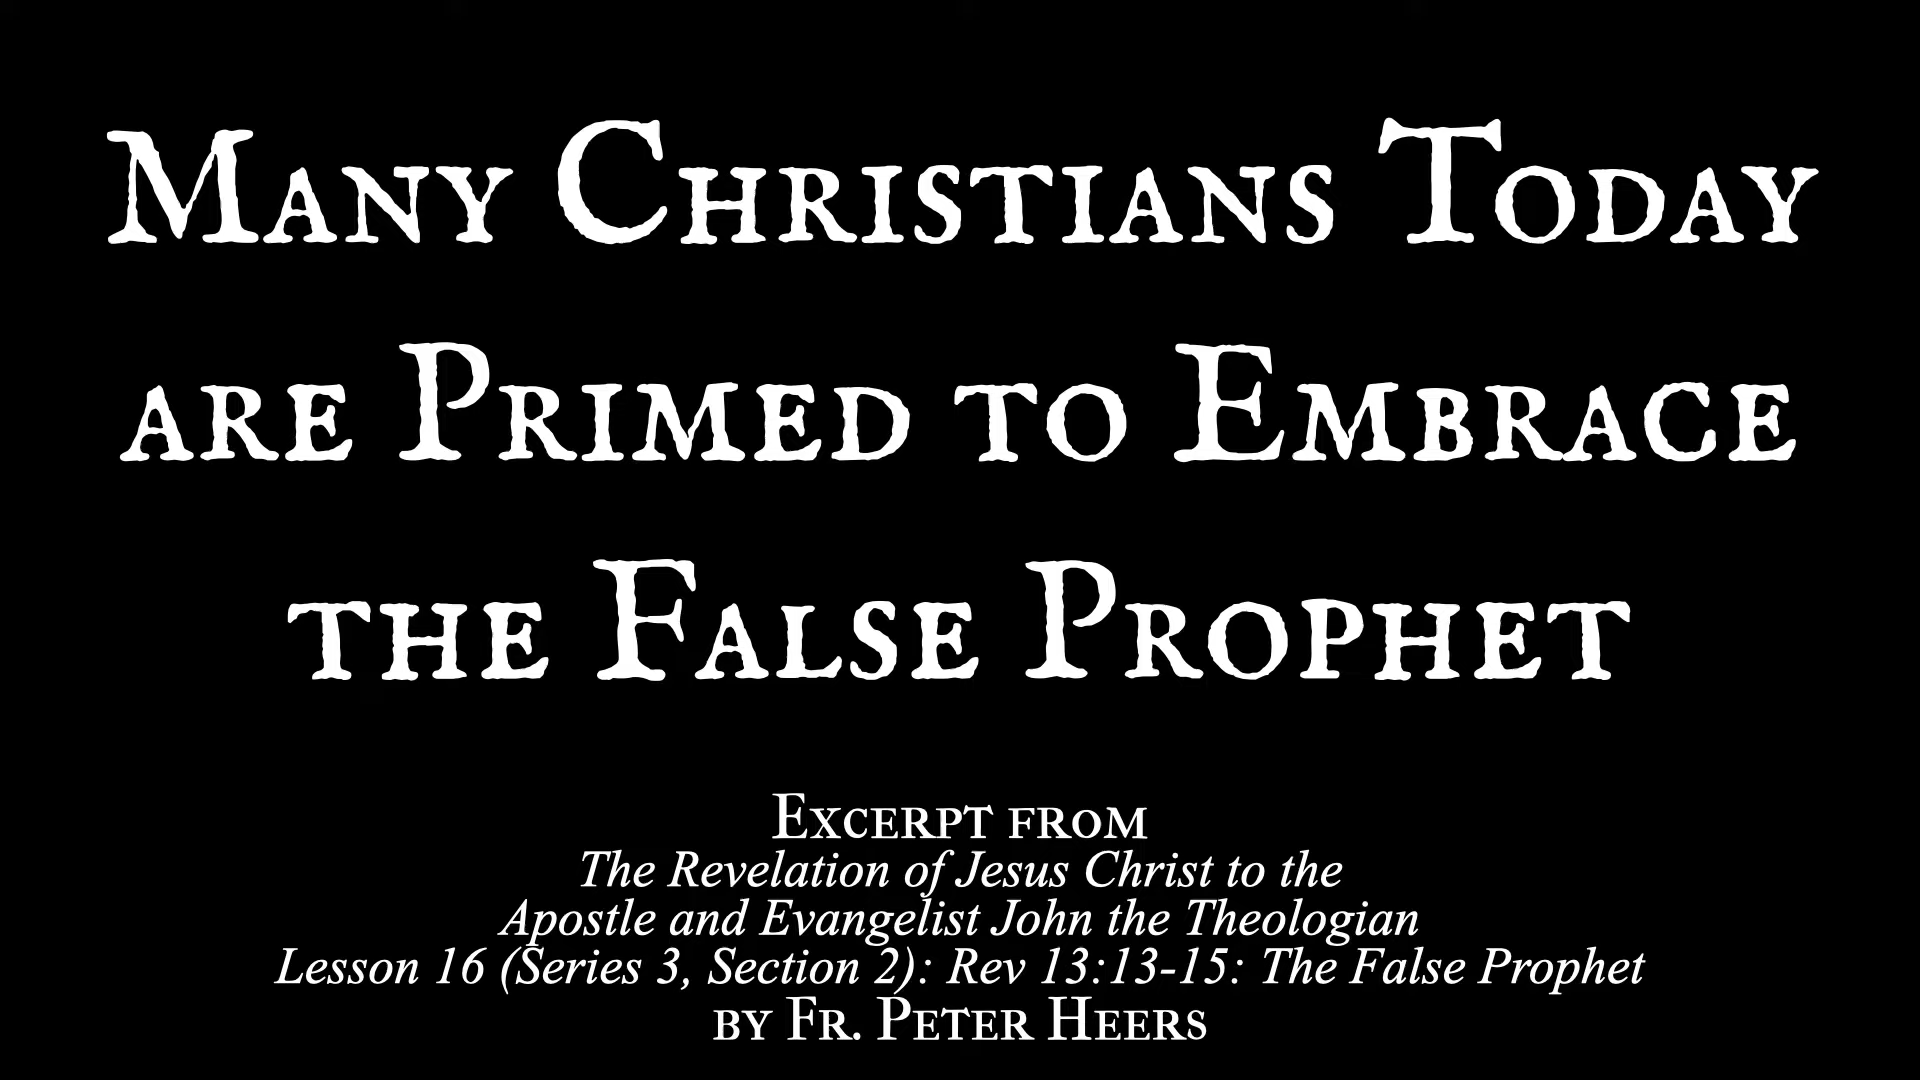 Many Christians Today
are Primed to Embrace
the False Prophet
Excerpt from
The Revelation of Jesus Christ to the
Apostle and Evangelist John the Theologian
Lesson 16 (Series 3, Section 2): Rev 13:13-15: The False Prophet
by Fr. Peter Heers